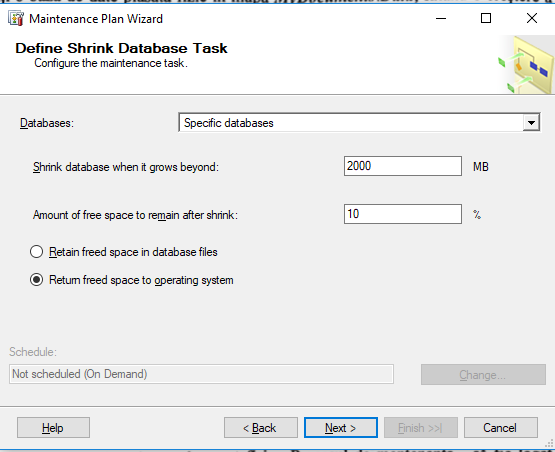 Maintenance Plan Wizard
Define Shrink Database Task
Configure the maintenance task.
Databases:
Specific databases
Shrink database when it grows beyond:
2000
MB
Amount of free space to remain after shrink:
10
%
Retain freed space in database files
Return freed space to operating system
Schedule:
Not scheduled (On Demand)
Change...
Help
< Back
Next >
Finish >>|
Cancel